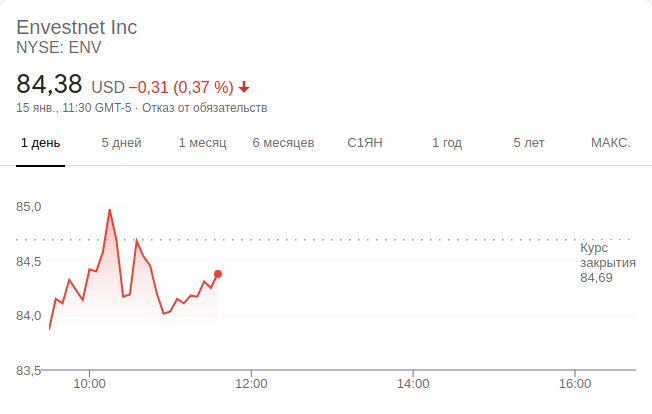 Envestnet Inc
NYSE: ENV
84,38 USD −0,31 (0,37 %)
15 янв., 11:30 GMT-5 · Отказ от обязательств
1 день 5 дней 1 месяц 6 месяцев С1ЯН 1 год 5 лет МАКС.
85,0
84,5
84,0
83,5
Курс
закрытия
84,69
10:00 12:00 14:00 16:00